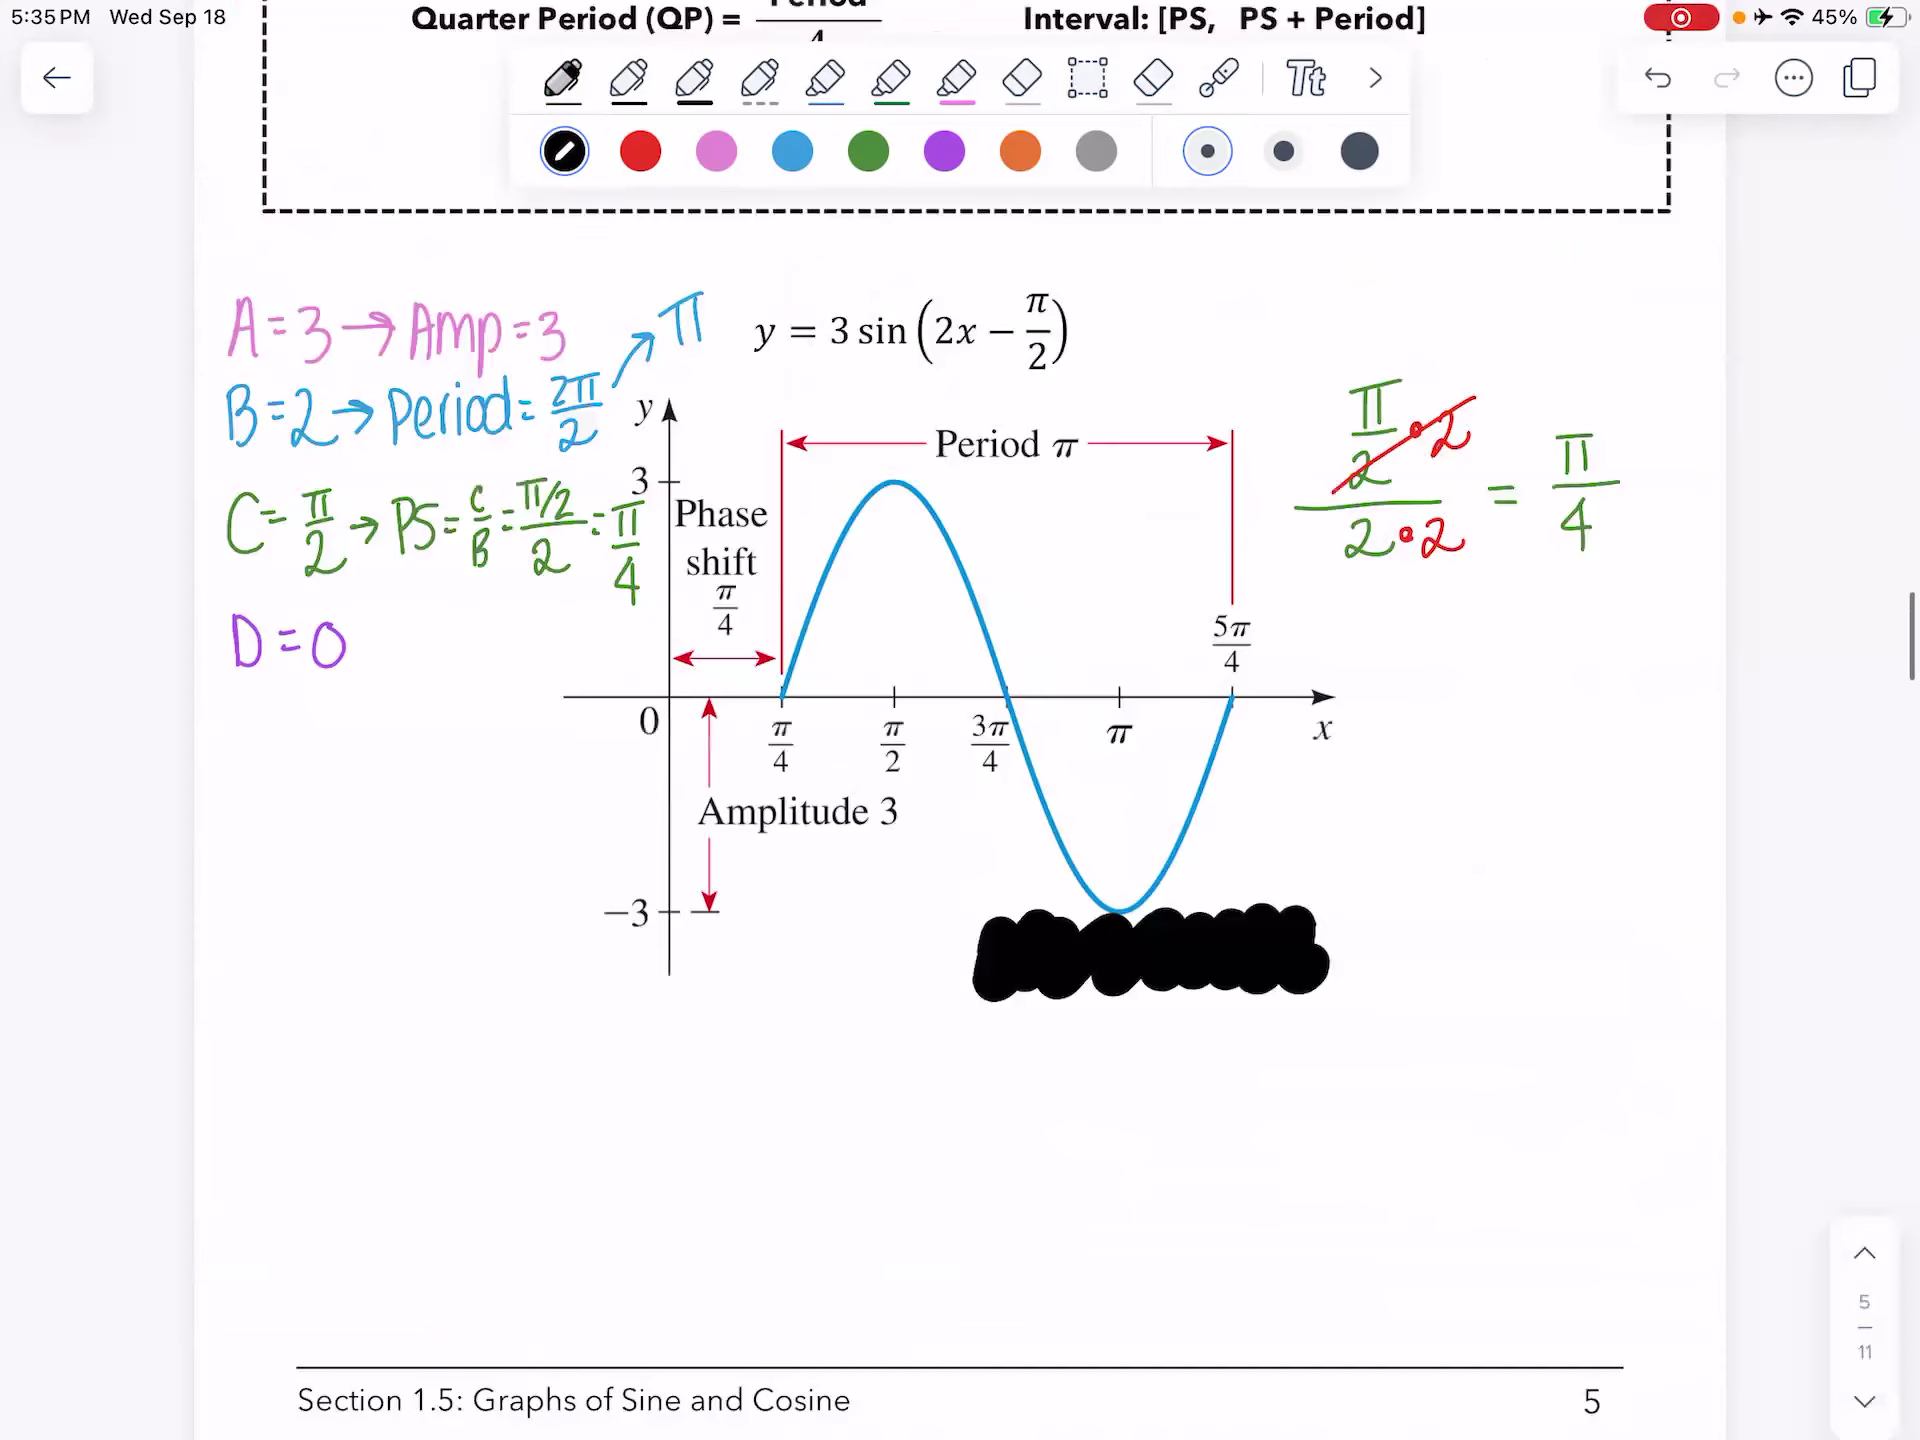 5:35 PM Wed Sep 18
45%
Quarter Period (QP) = Period / 4
Interval: [PS, PS + Period]
Tt
A = 3 → Amp = 3
B = 2 → Period = 2π/2 → π
C = π/2 → PS = C/B = π/2/2 = π/4
D = 0
y = 3 sin (2x − π/2)
π/2 • 2
2 • 2
= π/4
y
Period π
3
Phase
shift
π/4
5π/4
0
π/4
π/2
3π/4
π
x
Amplitude 3
−3
5
11
Section 1.5: Graphs of Sine and Cosine
5